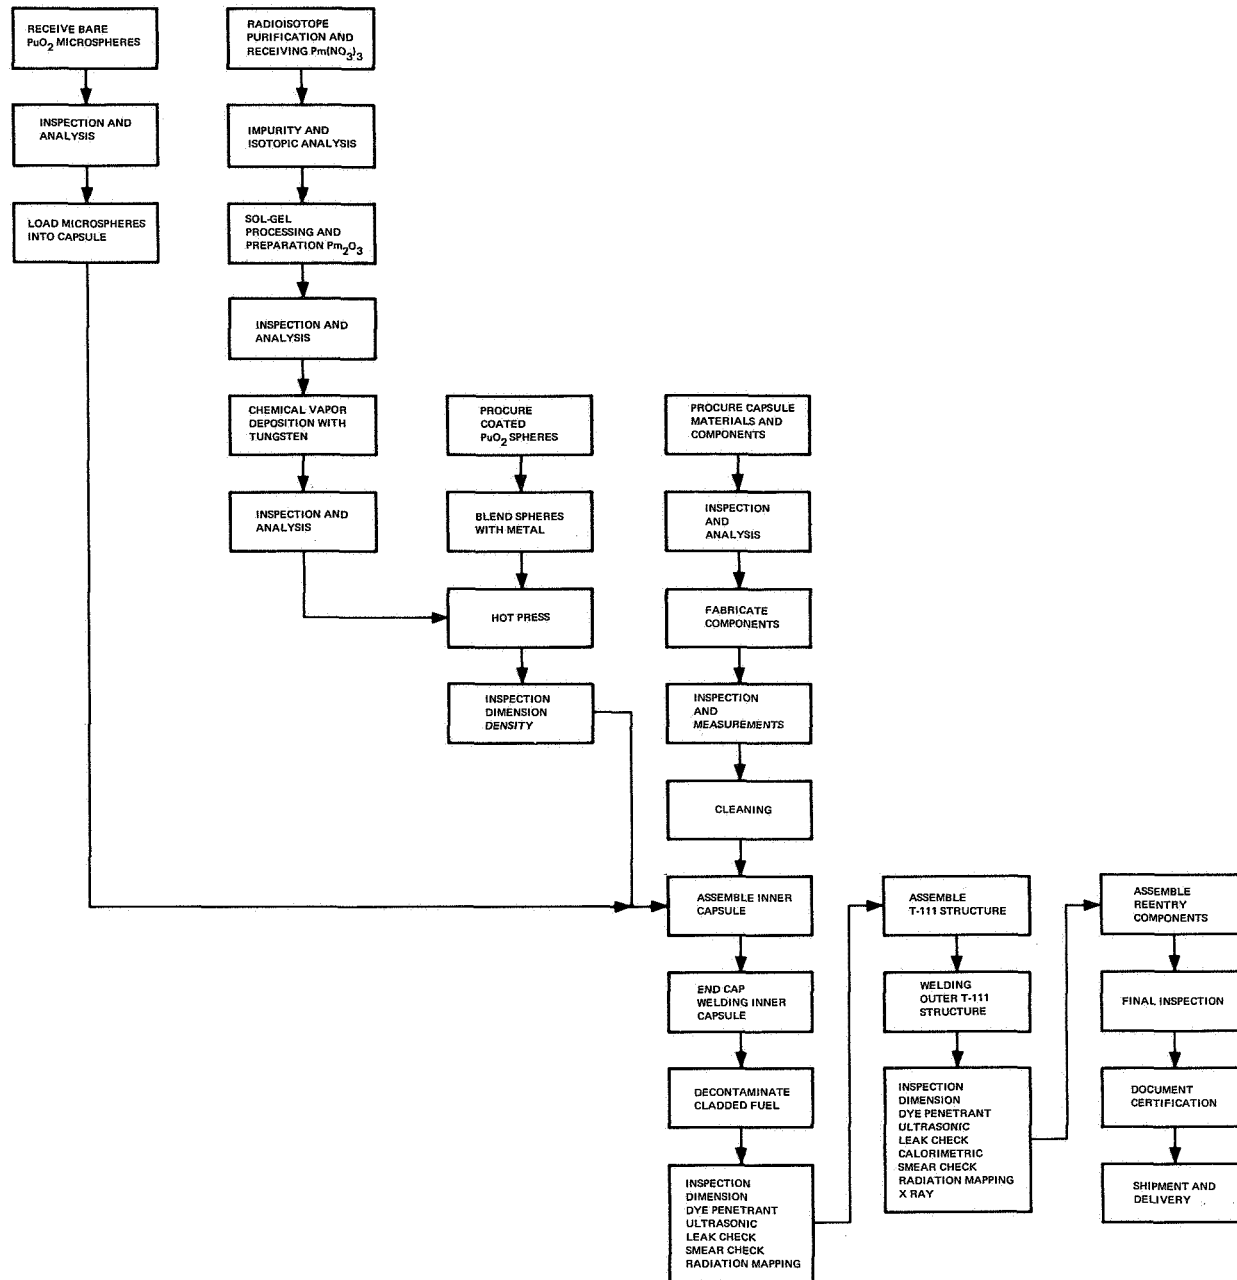 RECEIVE BARE
PuO2 MICROSPHERES
INSPECTION AND
ANALYSIS
LOAD MICROSPHERES
INTO CAPSULE
RADIOISOTOPE
PURIFICATION AND
RECEIVING Pm(NO3)3
IMPURITY AND
ISOTOPIC ANALYSIS
SOL-GEL
PROCESSING AND
PREPARATION Pm2O3
INSPECTION AND
ANALYSIS
CHEMICAL VAPOR
DEPOSITION WITH
TUNGSTEN
INSPECTION AND
ANALYSIS
PROCURE
COATED
PuO2 SPHERES
BLEND SPHERES
WITH METAL
HOT PRESS
INSPECTION
DIMENSION
DENSITY
PROCURE CAPSULE
MATERIALS AND
COMPONENTS
INSPECTION
AND
ANALYSIS
FABRICATE
COMPONENTS
INSPECTION
AND
MEASUREMENTS
CLEANING
ASSEMBLE INNER
CAPSULE
END CAP
WELDING INNER
CAPSULE
DECONTAMINATE
CLADDED FUEL
INSPECTION
DIMENSION
DYE PENETRANT
ULTRASONIC
LEAK CHECK
SMEAR CHECK
RADIATION MAPPING
ASSEMBLE
T-111 STRUCTURE
WELDING
OUTER T-111
STRUCTURE
INSPECTION
DIMENSION
DYE PENETRANT
ULTRASONIC
LEAK CHECK
CALORIMETRIC
SMEAR CHECK
RADIATION MAPPING
X RAY
ASSEMBLE
REENTRY
COMPONENTS
FINAL INSPECTION
DOCUMENT
CERTIFICATION
SHIPMENT AND
DELIVERY